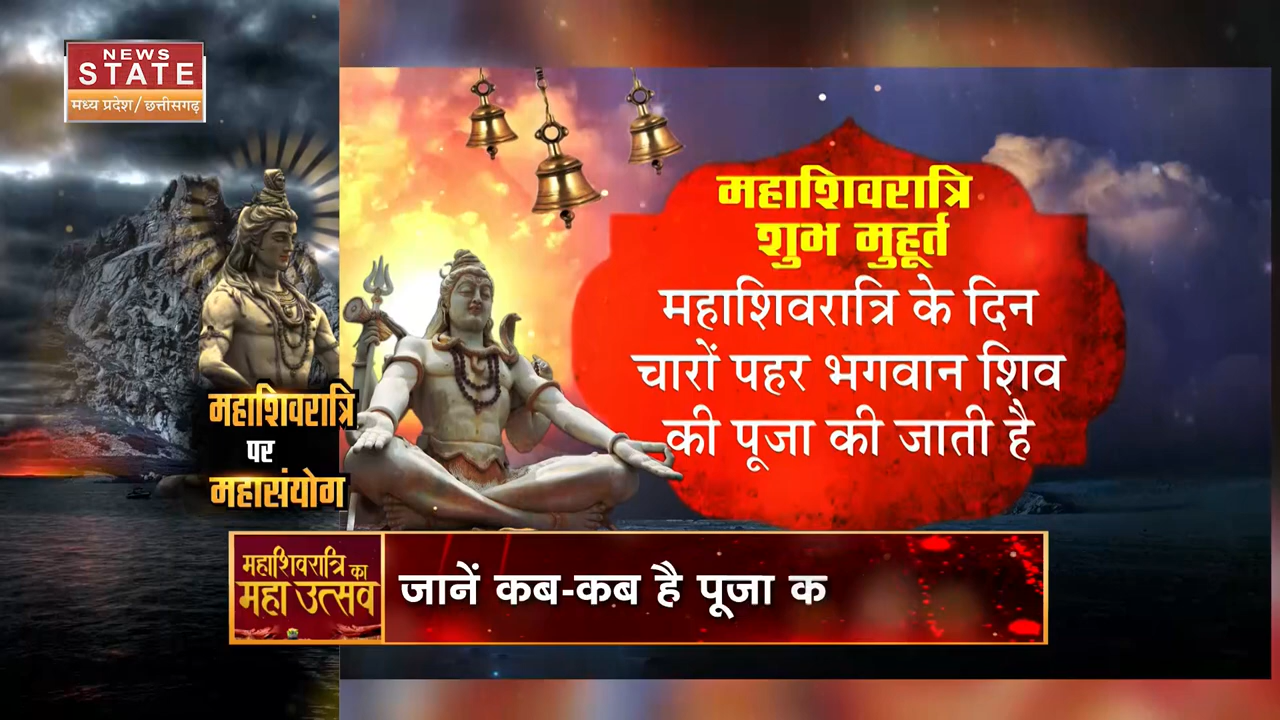 NEWS
STATE
मध्य प्रदेश/छत्तीसगढ़
महाशिवरात्रि
शुभ मुहूर्त
महाशिवरात्रि के दिन
चारों पहर भगवान शिव
की पूजा की जाती है
महाशिवरात्रि
पर
महासंयोग
महाशिवरात्रि का
महा उत्सव
जानें कब-कब है पूजा क